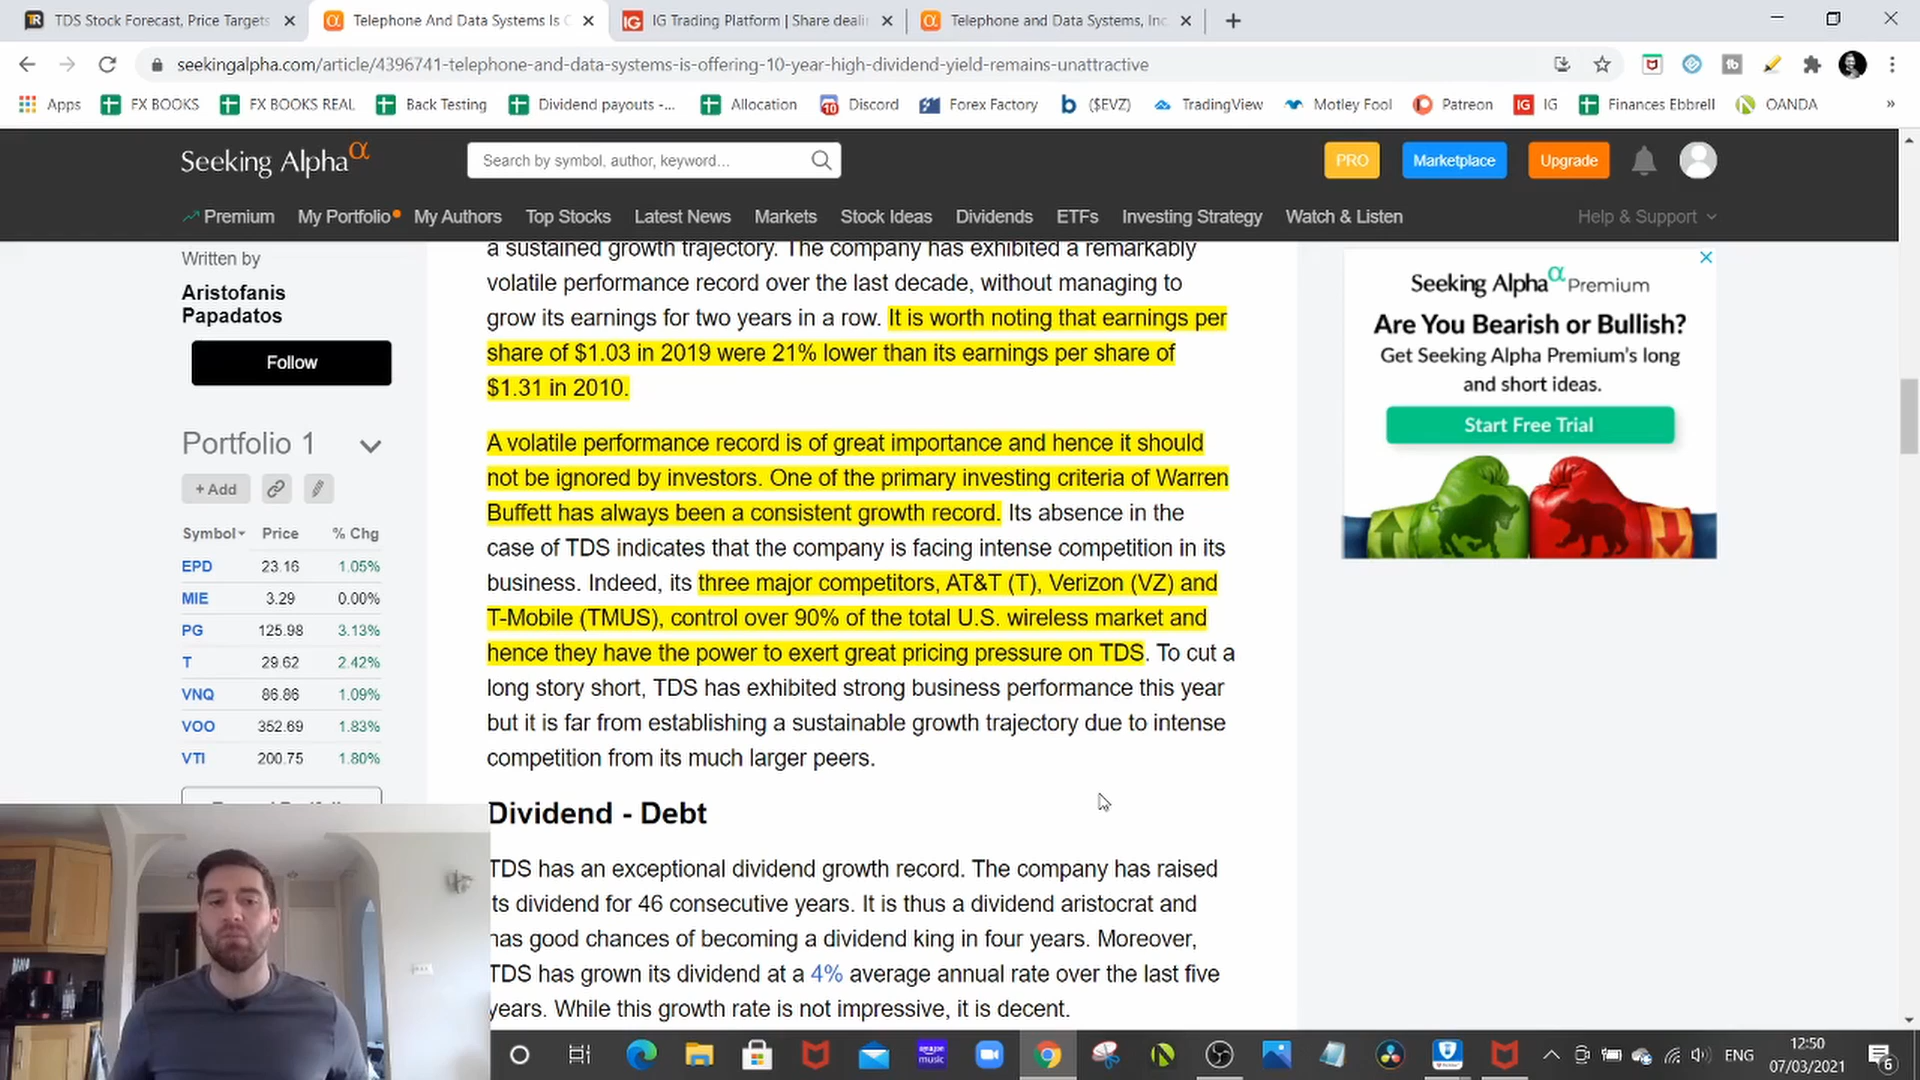 TDS Stock Forecast, Price Targets
Telephone And Data Systems Is O
IG Trading Platform | Share deali
Telephone and Data Systems, Inc.
seekingalpha.com/article/4396741-telephone-and-data-systems-is-offering-10-year-high-dividend-yield-remains-unattractive
Apps
FX BOOKS
FX BOOKS REAL
Back Testing
Dividend payouts -...
Allocation
Discord
Forex Factory
($EVZ)
TradingView
Motley Fool
Patreon
IG
Finances Ebbrell
OANDA
»
Seeking Alpha α
Search by symbol, author, keyword...
PRO
Marketplace
Upgrade
Premium
My Portfolio
My Authors
Top Stocks
Latest News
Markets
Stock Ideas
Dividends
ETFs
Investing Strategy
Watch & Listen
Help & Support
Written by
Aristofanis
Papadatos
Follow
Portfolio 1
+ Add
Symbol Price % Chg
EPD 23.16 1.05%
MIE 3.29 0.00%
PG 125.98 3.13%
T 29.62 2.42%
VNQ 86.86 1.09%
VOO 352.69 1.83%
VTI 200.75 1.80%
a sustained growth trajectory. The company has exhibited a remarkably
volatile performance record over the last decade, without managing to
grow its earnings for two years in a row. It is worth noting that earnings per
share of $1.03 in 2019 were 21% lower than its earnings per share of
$1.31 in 2010.
A volatile performance record is of great importance and hence it should
not be ignored by investors. One of the primary investing criteria of Warren
Buffett has always been a consistent growth record. Its absence in the
case of TDS indicates that the company is facing intense competition in its
business. Indeed, its three major competitors, AT&T (T), Verizon (VZ) and
T-Mobile (TMUS), control over 90% of the total U.S. wireless market and
hence they have the power to exert great pricing pressure on TDS. To cut a
long story short, TDS has exhibited strong business performance this year
but it is far from establishing a sustainable growth trajectory due to intense
competition from its much larger peers.
Dividend - Debt
TDS has an exceptional dividend growth record. The company has raised
its dividend for 46 consecutive years. It is thus a dividend aristocrat and
has good chances of becoming a dividend king in four years. Moreover,
TDS has grown its dividend at a 4% average annual rate over the last five
years. While this growth rate is not impressive, it is decent.
Seeking Alpha α Premium
Are You Bearish or Bullish?
Get Seeking Alpha Premium's long
and short ideas.
Start Free Trial
amazon
music
ENG
12:50
07/03/2021
6